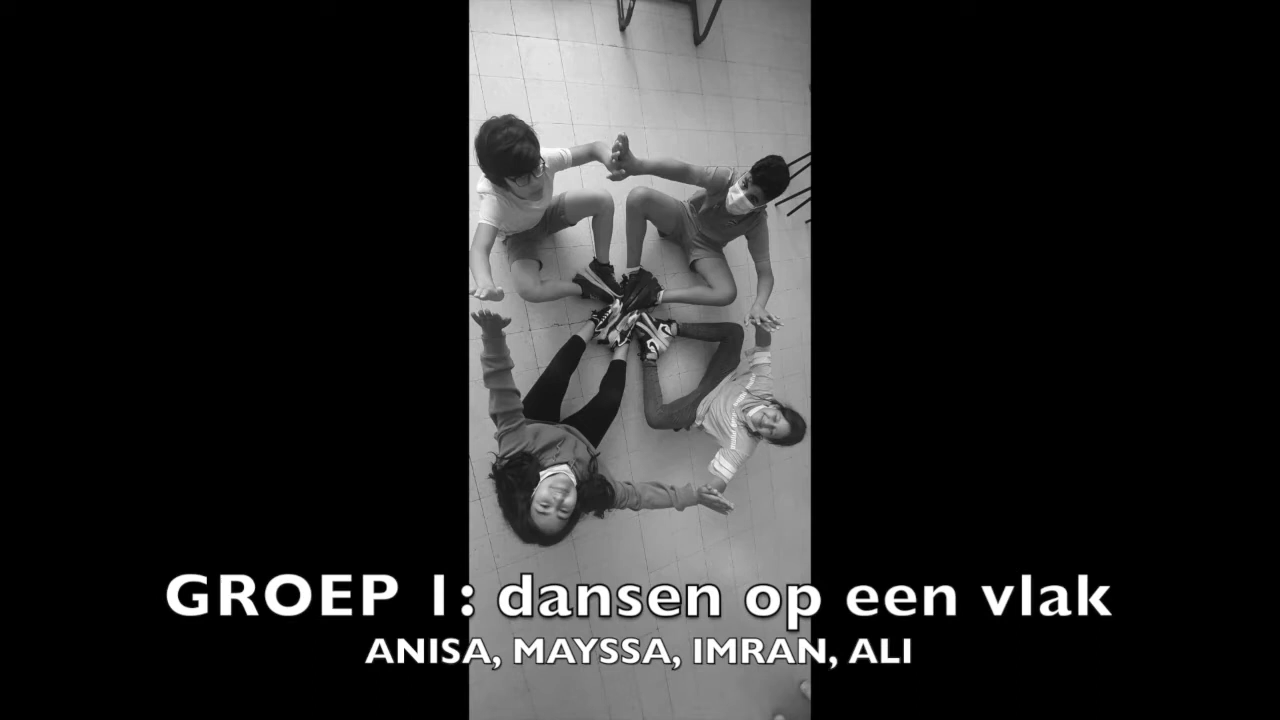 GROEP 1: dansen op een vlak
ANISA, MAYSSA, IMRAN, ALI